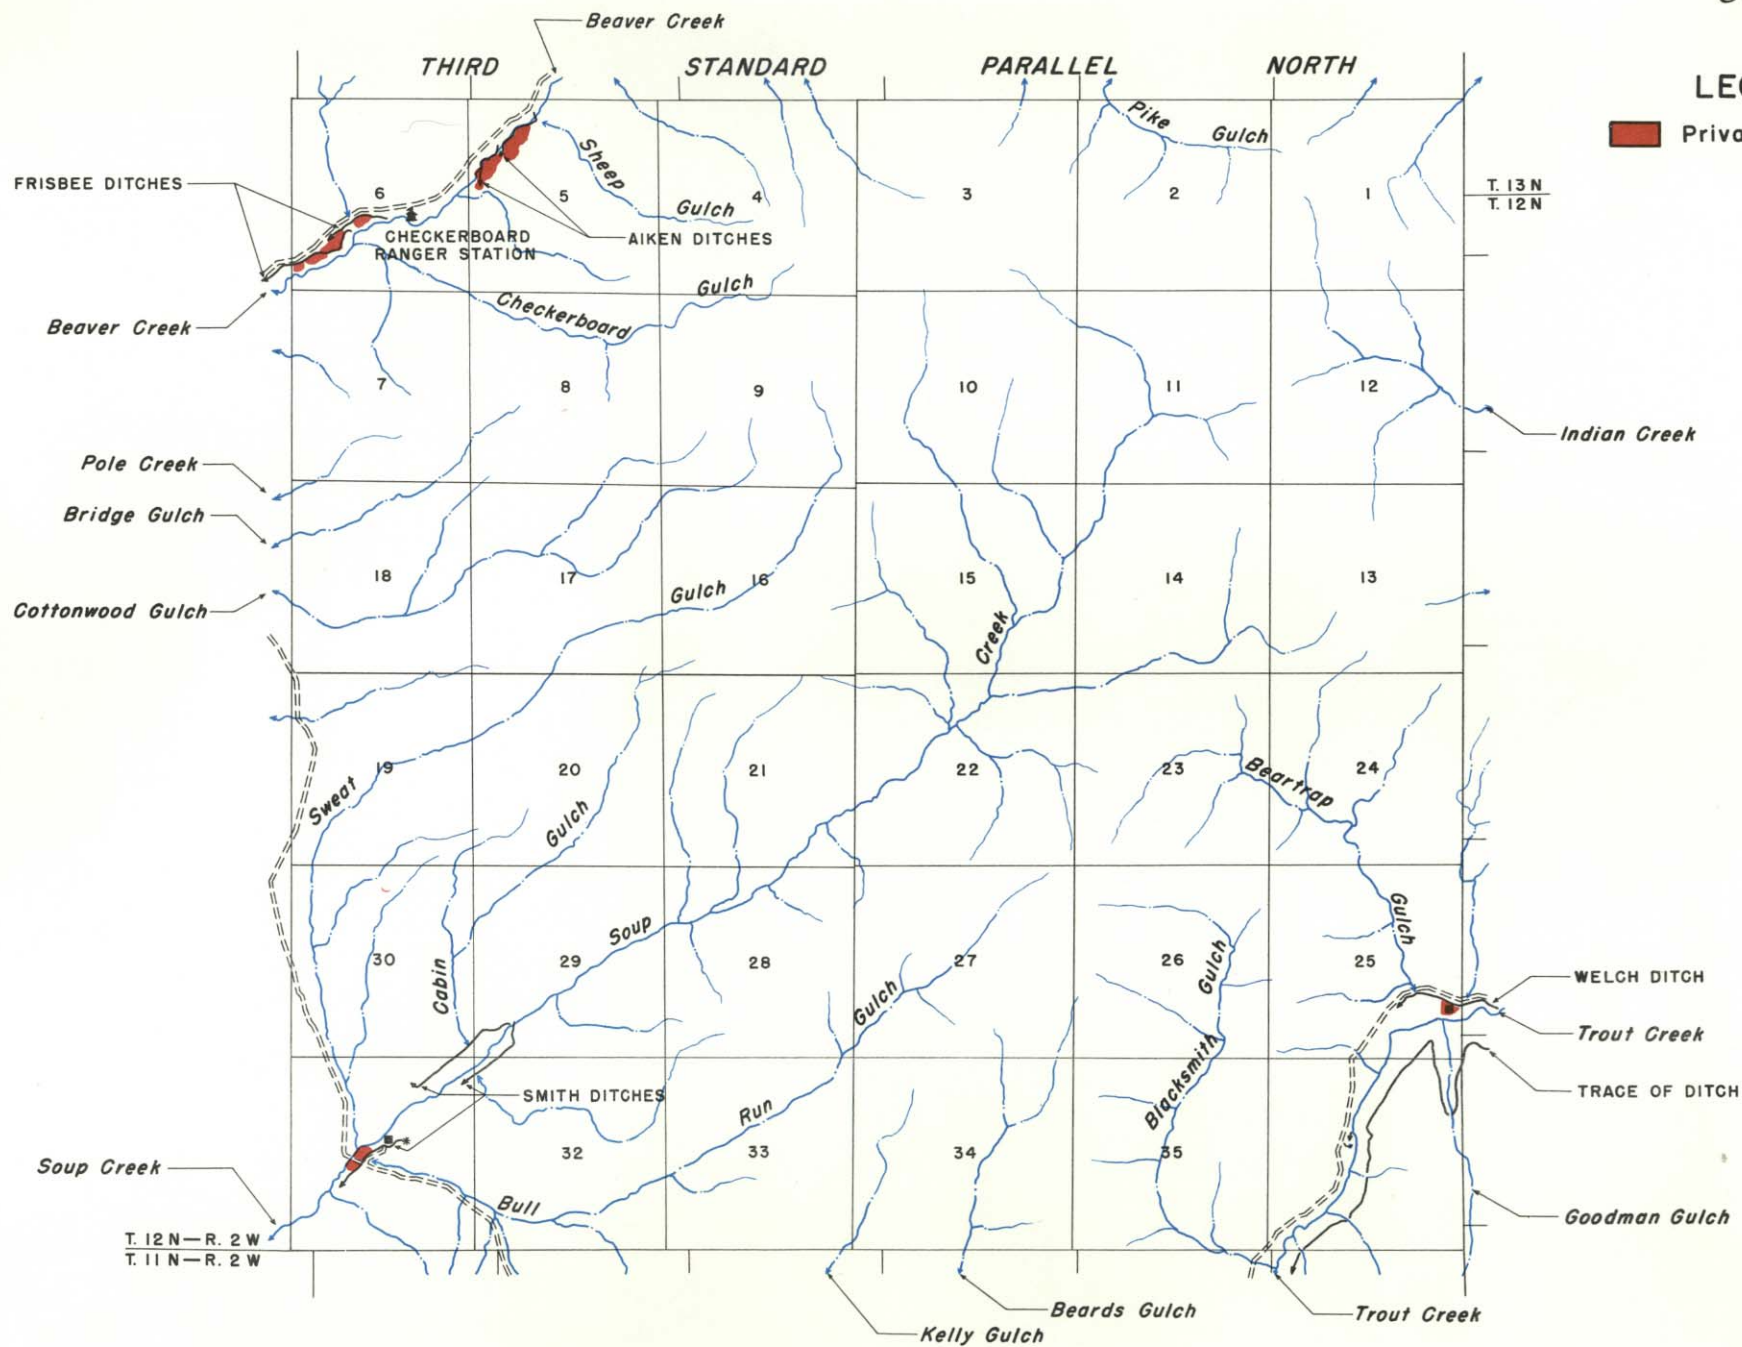 Beaver Creek
THIRD STANDARD PARALLEL NORTH
Pike Gulch
Sheep Gulch
FRISBEE DITCHES
6 5 4 3 2 1
T. 13 N
T. 12 N
CHECKERBOARD
RANGER STATION
AIKEN DITCHES
Checkerboard Gulch
Beaver Creek
7 8 9 10 11 12
Indian Creek
Pole Creek
Bridge Gulch
18 17 16 15 14 13
Cottonwood Gulch
Sweat Gulch
Soup Creek
19 20 21 22 23 24
Beartrap Gulch
Cabin Gulch
30 29 28 27 26 25
Blacksmith Gulch
WELCH DITCH
Trout Creek
TRACE OF DITCH
SMITH DITCHES
Bull Run Gulch
32 33 34 35
Soup Creek
Goodman Gulch
T. 12 N—R. 2 W
T. 11 N—R. 2 W
Beards Gulch
Trout Creek
Kelly Gulch